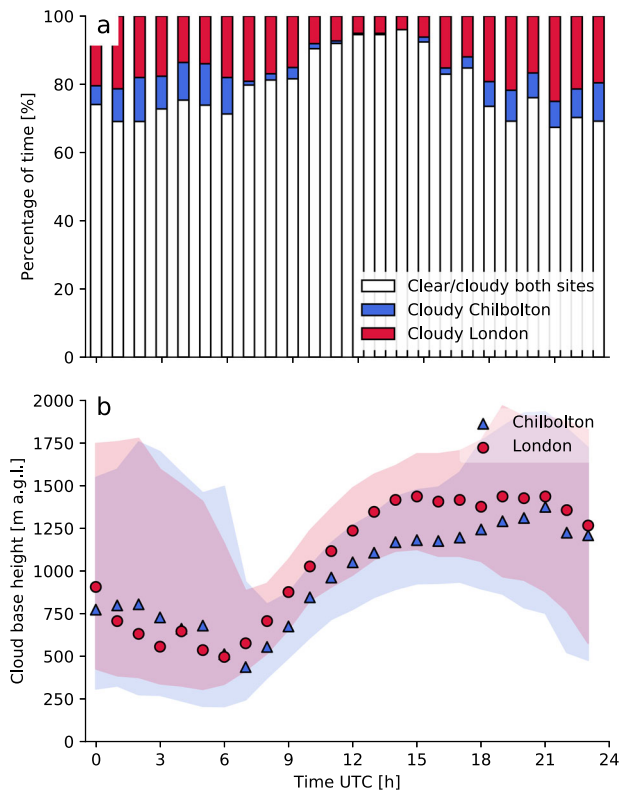 a
100
80
60
40
20
0
Percentage of time [%]
Clear/cloudy both sites
Cloudy Chilbolton
Cloudy London
b
2000
1750
1500
1250
1000
750
500
250
0
Cloud base height [m a.g.l.]
Chilbolton
London
0 3 6 9 12 15 18 21 24
Time UTC [h]